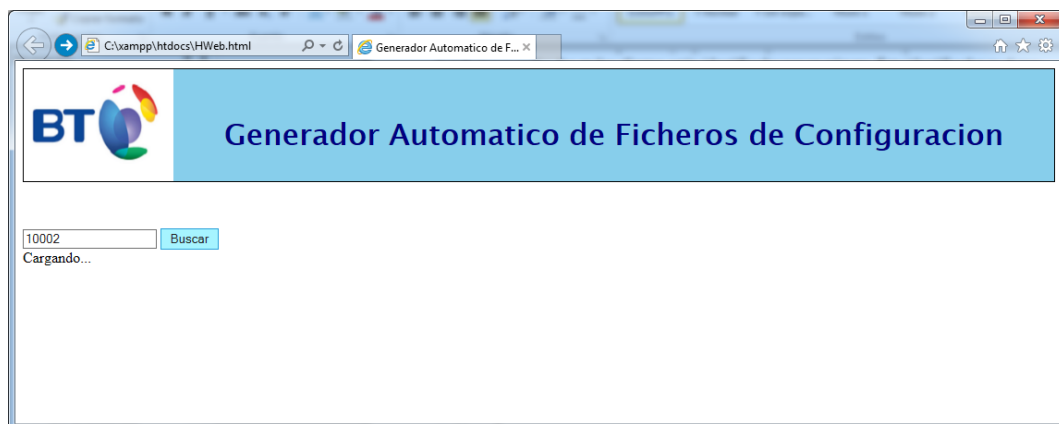 C:\xampp\htdocs\HWeb.html
Generador Automatico de F...
BT
Generador Automatico de Ficheros de Configuracion
10002
Buscar
Cargando...